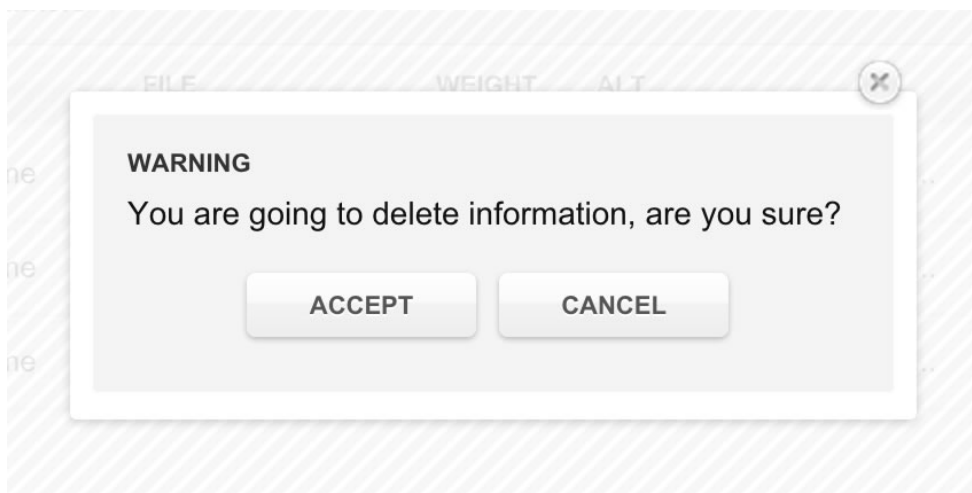 FILE WEIGHT ALT
WARNING
You are going to delete information, are you sure?
ACCEPT CANCEL